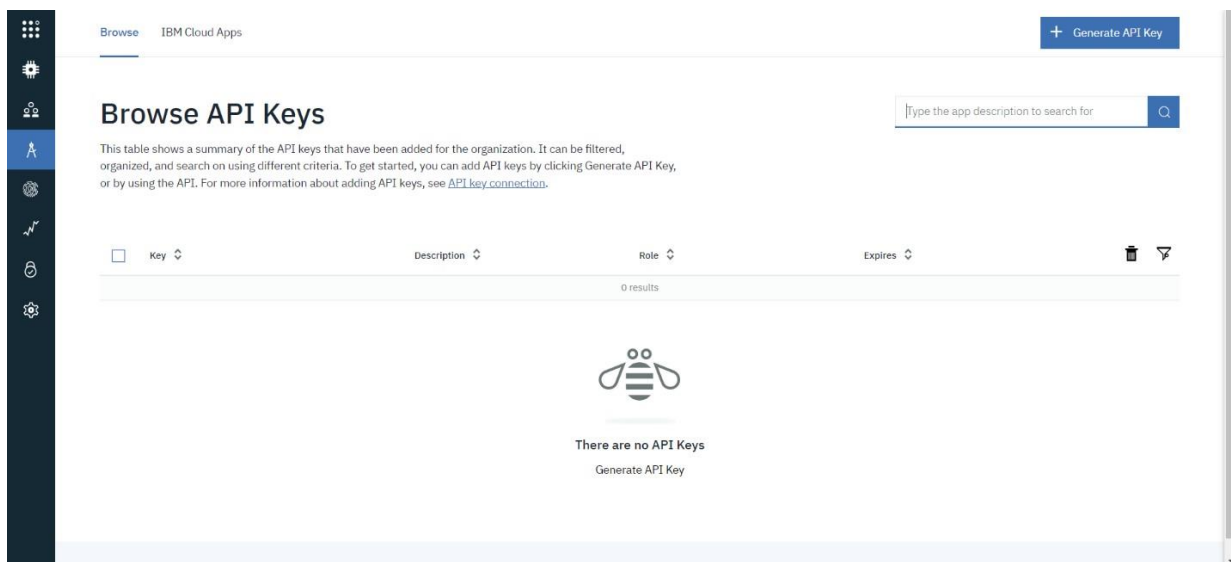 Browse IBM Cloud Apps
+ Generate API Key
Browse API Keys
Type the app description to search for
This table shows a summary of the API keys that have been added for the organization. It can be filtered,
organized, and search on using different criteria. To get started, you can add API keys by clicking Generate API Key,
or by using the API. For more information about adding API keys, see API key connection.
Key Description Role Expires
0 results
There are no API Keys
Generate API Key